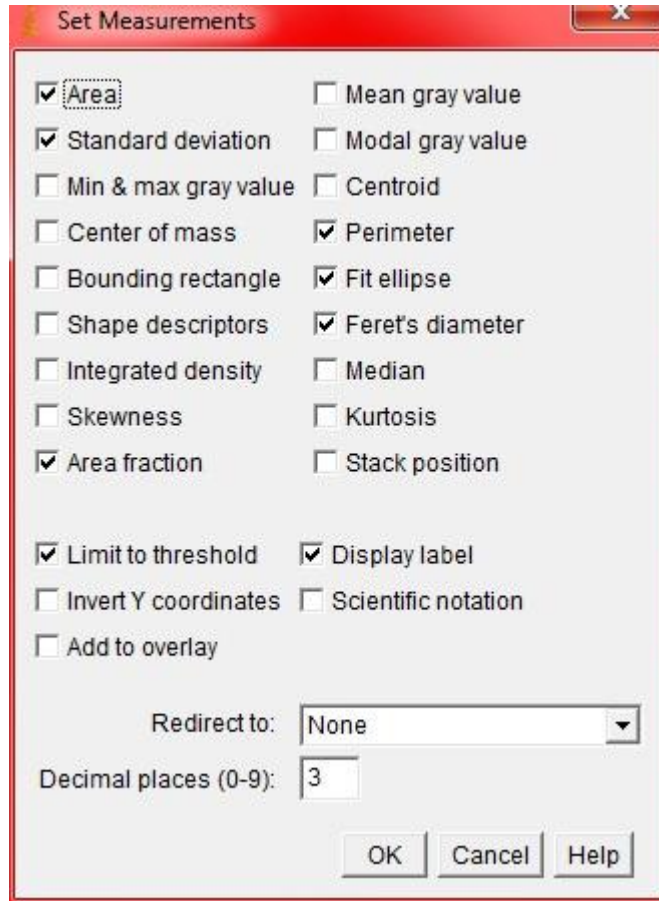 Set Measurements
Area Mean gray value
Standard deviation Modal gray value
Min & max gray value Centroid
Center of mass Perimeter
Bounding rectangle Fit ellipse
Shape descriptors Feret's diameter
Integrated density Median
Skewness Kurtosis
Area fraction Stack position
Limit to threshold Display label
Invert Y coordinates Scientific notation
Add to overlay
Redirect to: None
Decimal places (0-9): 3
OK Cancel Help